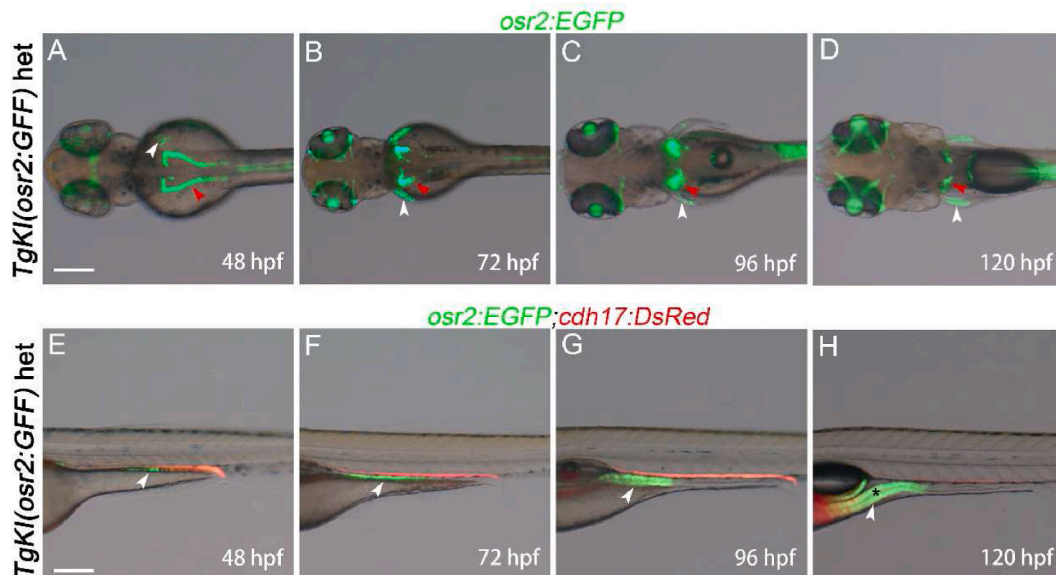 osr2:EGFP
TgKI(osr2:GFF) het
A
48 hpf
B
72 hpf
C
96 hpf
D
120 hpf
osr2:EGFP;cdh17:DsRed
TgKI(osr2:GFF) het
E
48 hpf
F
72 hpf
G
96 hpf
H
*
120 hpf